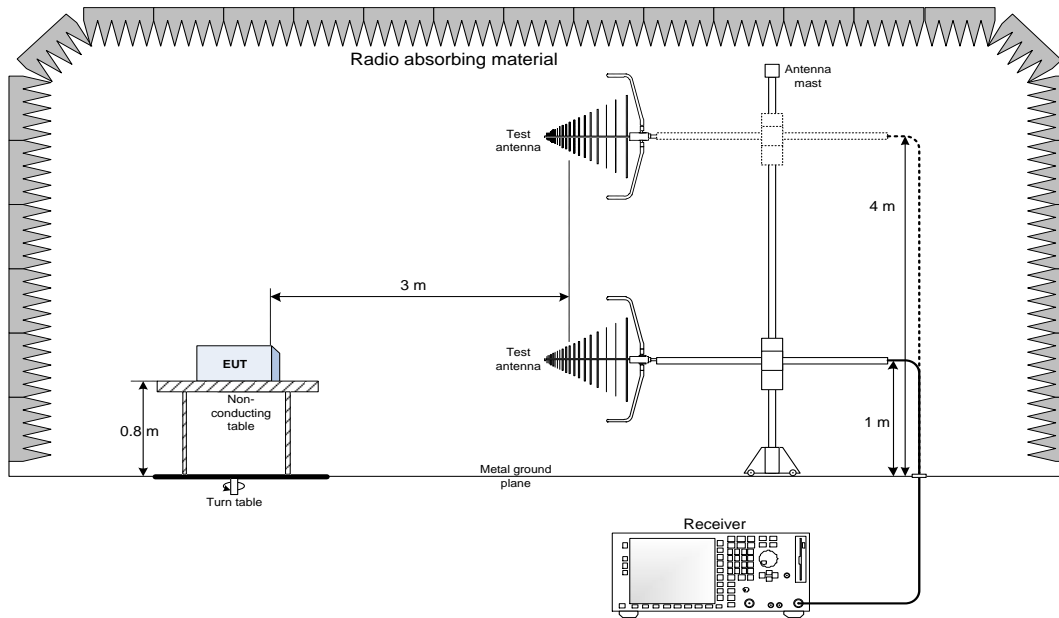 Radio absorbing material
Antenna
mast
Test
antenna
4 m
3 m
Test
antenna
EUT
Non-
conducting
table
0.8 m
1 m
Metal ground
plane
Turn table
Receiver